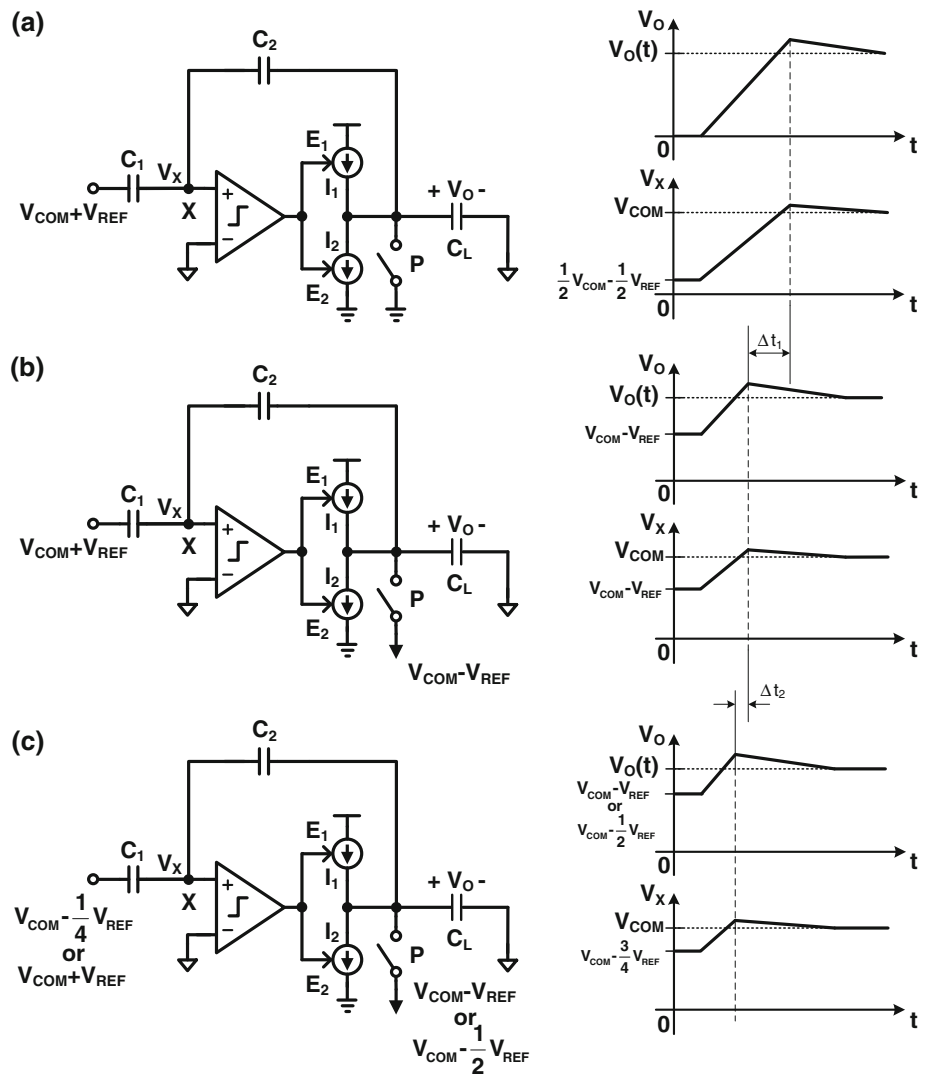 (a)
C2
E1
I1
C1
VX
X
+
−
VCOM+VREF
I2
E2
P
+ VO -
CL
VO
VO(t)
0
t
VX
VCOM
1/2 VCOM-1/2 VREF
0
t
Δt1
(b)
C2
E1
I1
C1
VX
X
+
−
VCOM+VREF
I2
E2
P
+ VO -
CL
VCOM-VREF
VO
VO(t)
VCOM-VREF
0
t
VX
VCOM
VCOM-VREF
0
t
Δt2
(c)
C2
E1
I1
C1
VX
X
+
−
VCOM-1/4 VREF
or
VCOM+VREF
I2
E2
P
+ VO -
CL
VCOM-VREF
or
VCOM-1/2 VREF
VO
VO(t)
VCOM-VREF
or
VCOM-1/2 VREF
0
t
VX
VCOM
VCOM-3/4 VREF
0
t